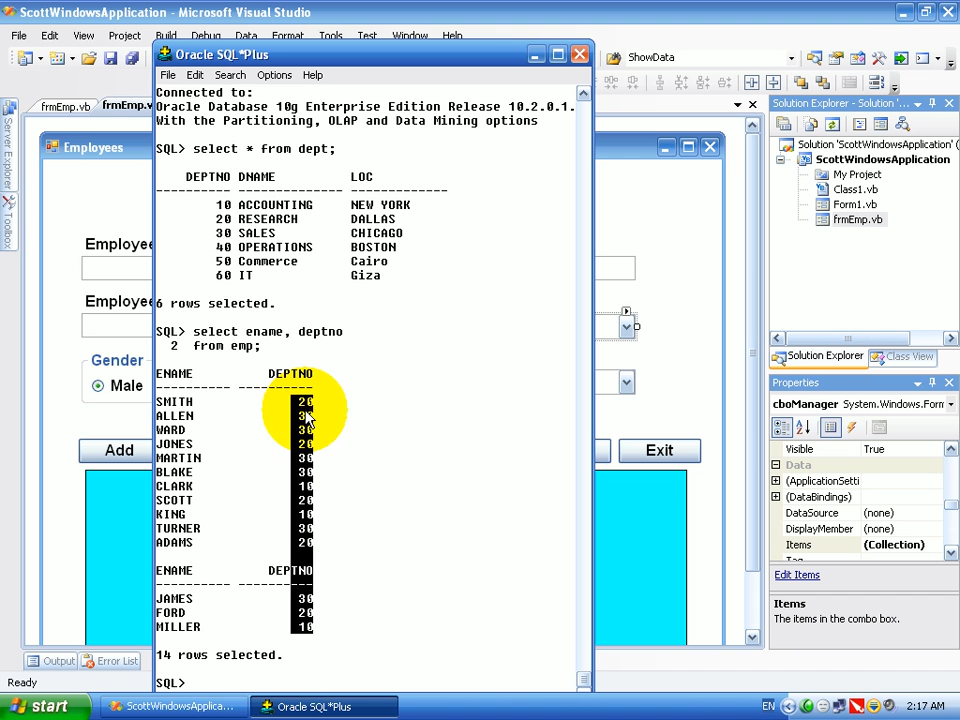 ScottWindowsApplication - Microsoft Visual Studio
File Edit View Project Build Debug Data Format Tools Test Window Help
ShowData
frmEmp.vb frmEmp.v
Server Explorer
Toolbox
Employees
Employee
Employee
Gender
Male
Add
Exit
Oracle SQL*Plus
File Edit Search Options Help
Connected to:
Oracle Database 10g Enterprise Edition Release 10.2.0.1.
With the Partitioning, OLAP and Data Mining options
SQL> select * from dept;
DEPTNO DNAME LOC
---------- -------------- -------------
10 ACCOUNTING NEW YORK
20 RESEARCH DALLAS
30 SALES CHICAGO
40 OPERATIONS BOSTON
50 Commerce Cairo
60 IT Giza
6 rows selected.
SQL> select ename, deptno
2 from emp;
ENAME DEPTNO
---------- ----------
SMITH 20
ALLEN 30
WARD 30
JONES 20
MARTIN 30
BLAKE 30
CLARK 10
SCOTT 20
KING 10
TURNER 30
ADAMS 20
ENAME DEPTNO
---------- ----------
JAMES 30
FORD 20
MILLER 10
14 rows selected.
SQL>
Solution Explorer - Solution '...
Solution 'ScottWindowsApplication' (
ScottWindowsApplication
My Project
Class1.vb
Form1.vb
frmEmp.vb
Solution Explorer Class View
Properties
cboManager System.Windows.Form
Visible True
Data
(ApplicationSetti
(DataBindings)
DataSource (none)
DisplayMember (none)
Items (Collection)
Edit Items
Items
The items in the combo box.
Output Error List
Ready
start ScottWindowsApplica... Oracle SQL*Plus EN 2:17 AM